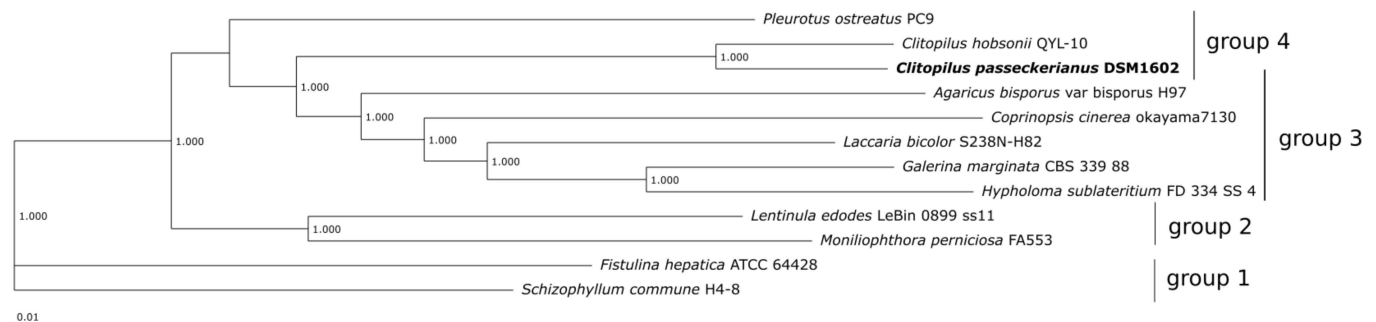 Pleurotus ostreatus PC9
Clitopilus hobsonii QYL-10
group 4
1.000
Clitopilus passeckerianus DSM1602
1.000
Agaricus bisporus var bisporus H97
1.000
Coprinopsis cinerea okayama7130
1.000
1.000
group 3
Laccaria bicolor S238N-H82
1.000
Galerina marginata CBS 339 88
1.000
Hypholoma sublateritium FD 334 SS 4
1.000
Lentinula edodes LeBin 0899 ss11
1.000
group 2
Moniliophthora perniciosa FA553
Fistulina hepatica ATCC 64428
group 1
Schizophyllum commune H4-8
0.01